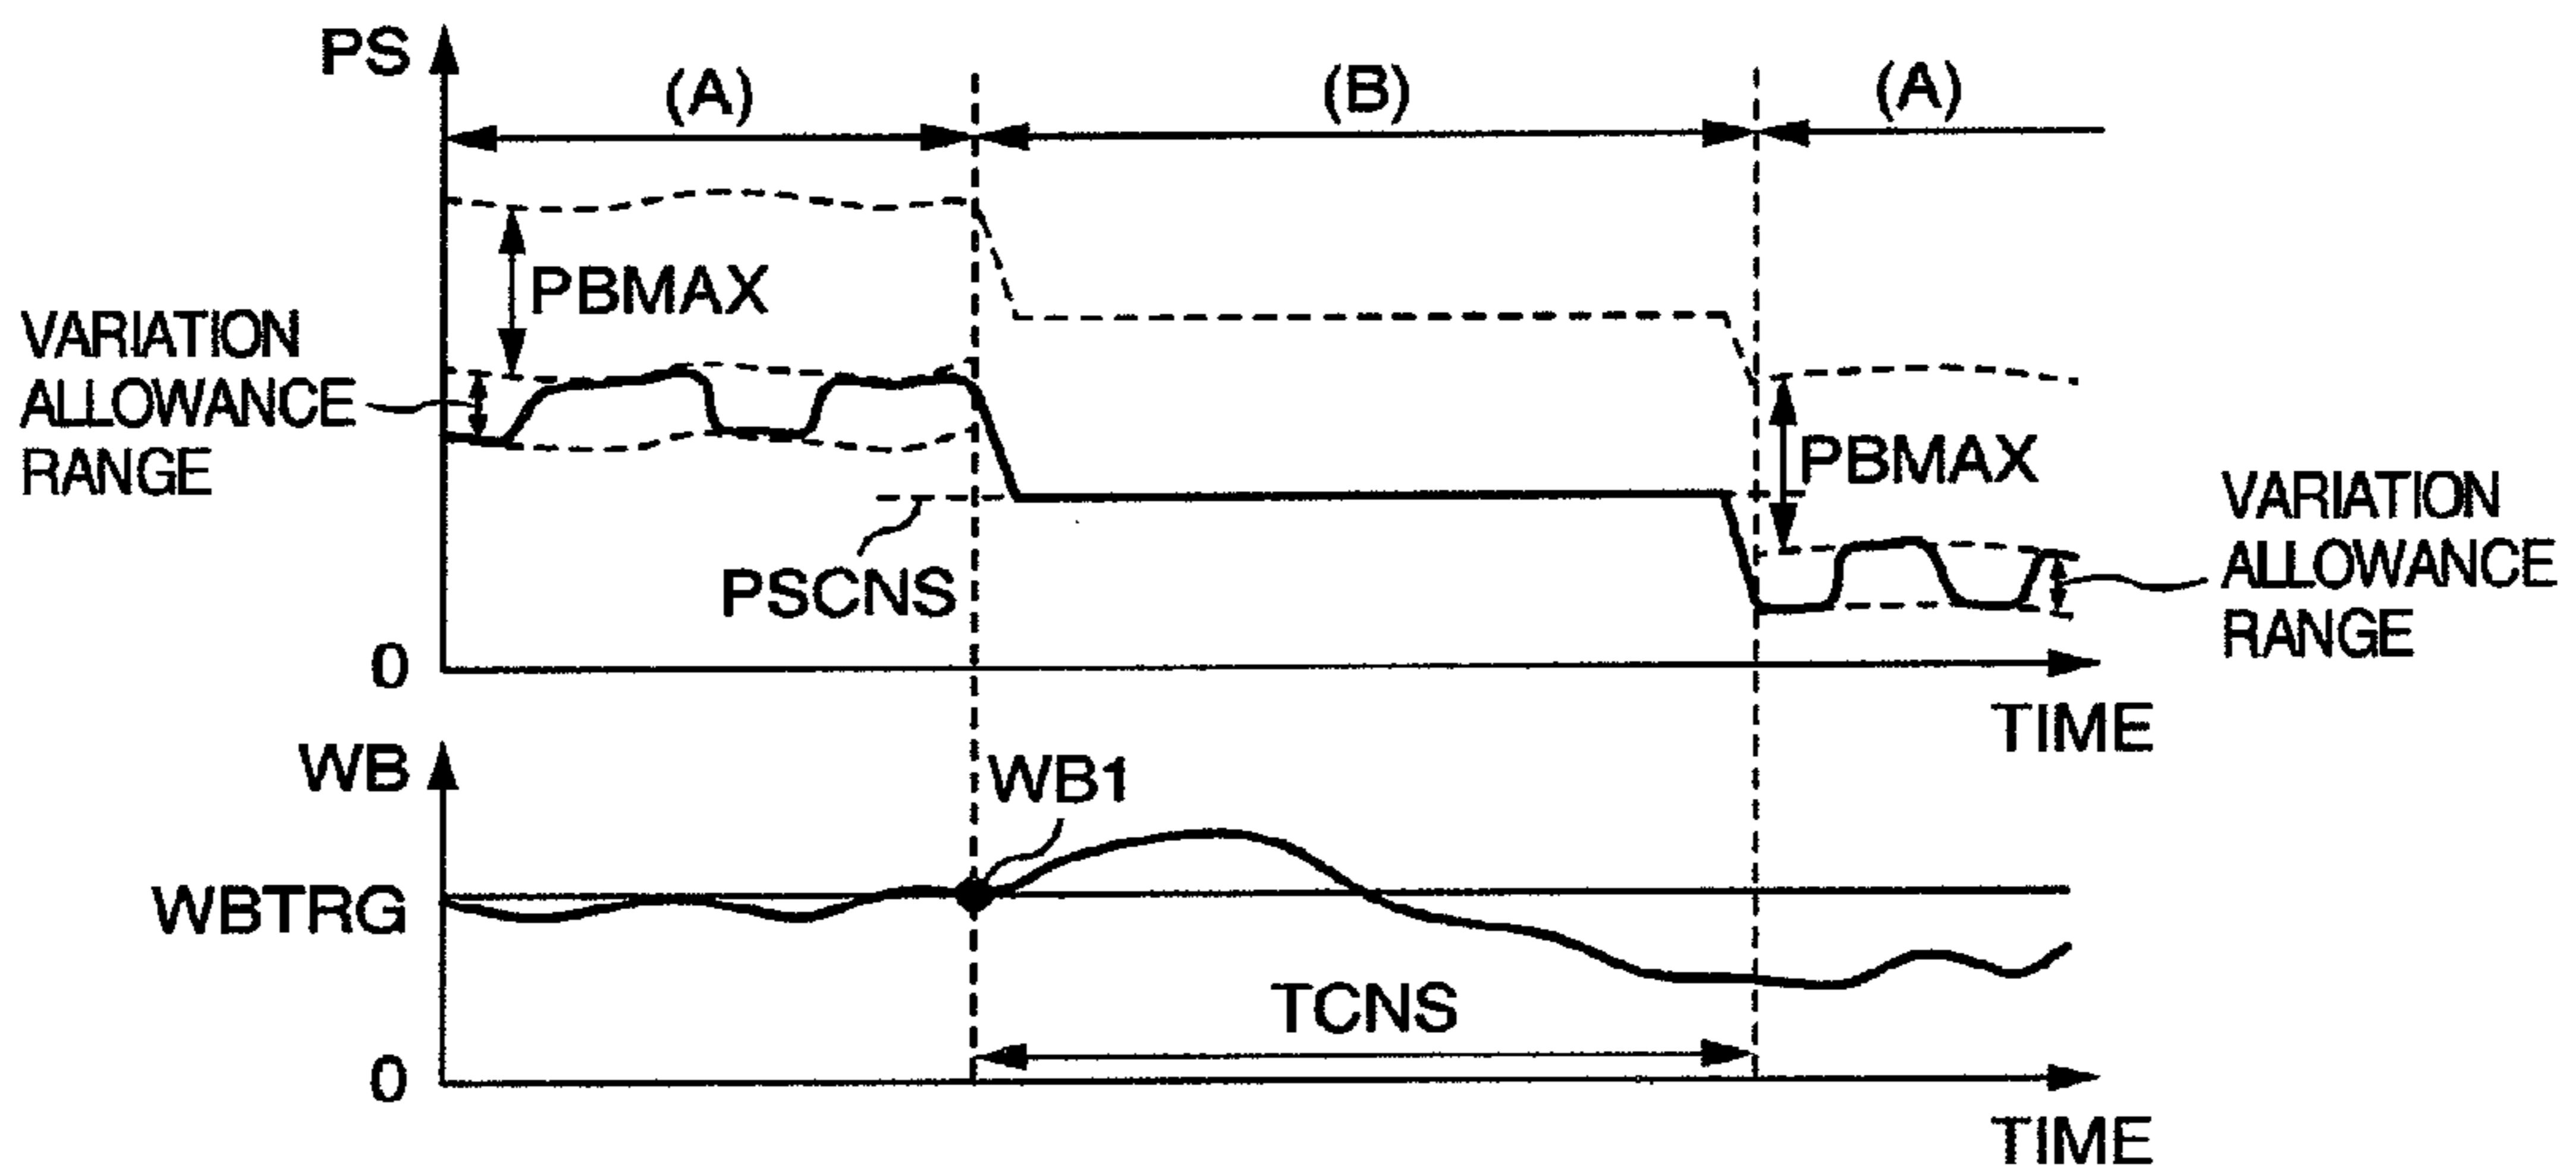 PS
(A)
(B)
(A)
PBMAX
VARIATION
ALLOWANCE
RANGE
PBMAX
VARIATION
ALLOWANCE
RANGE
PSCNS
0
TIME
WB
WB1
WBTRG
TCNS
0
TIME